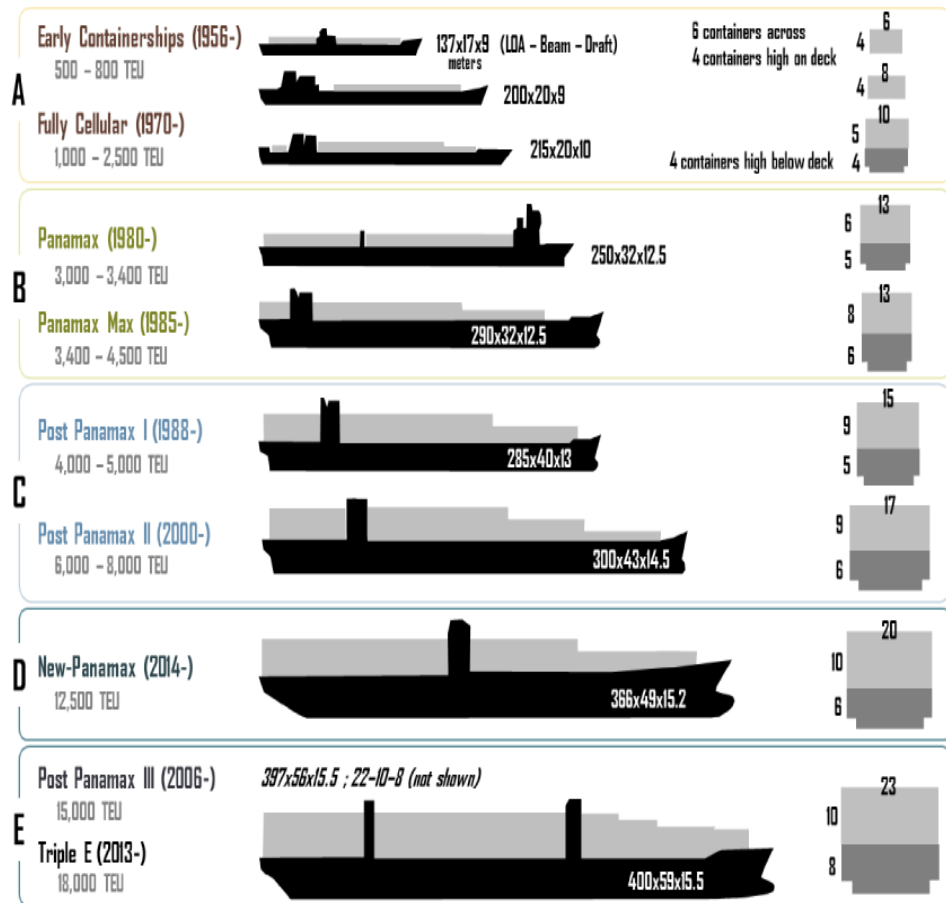 A
Early Containerships (1956-)
500 – 800 TEU
137x17x9 (LOA – Beam – Draft)
meters
6 containers across
4 containers high on deck
6
4
200x20x9
8
4
Fully Cellular (1970-)
1,000 – 2,500 TEU
215x20x10
4 containers high below deck
10
5
4
B
Panamax (1980-)
3,000 – 3,400 TEU
250x32x12.5
13
6
5
Panamax Max (1985-)
3,400 – 4,500 TEU
290x32x12.5
13
8
6
C
Post Panamax I (1988-)
4,000 – 5,000 TEU
285x40x13
15
9
5
Post Panamax II (2000-)
6,000 – 8,000 TEU
300x43x14.5
17
9
6
D
New-Panamax (2014-)
12,500 TEU
366x49x15.2
20
10
6
E
Post Panamax III (2006-)
15,000 TEU
397x56x15.5 ; 22-10-8 (not shown)
Triple E (2013-)
18,000 TEU
400x59x15.5
23
10
8